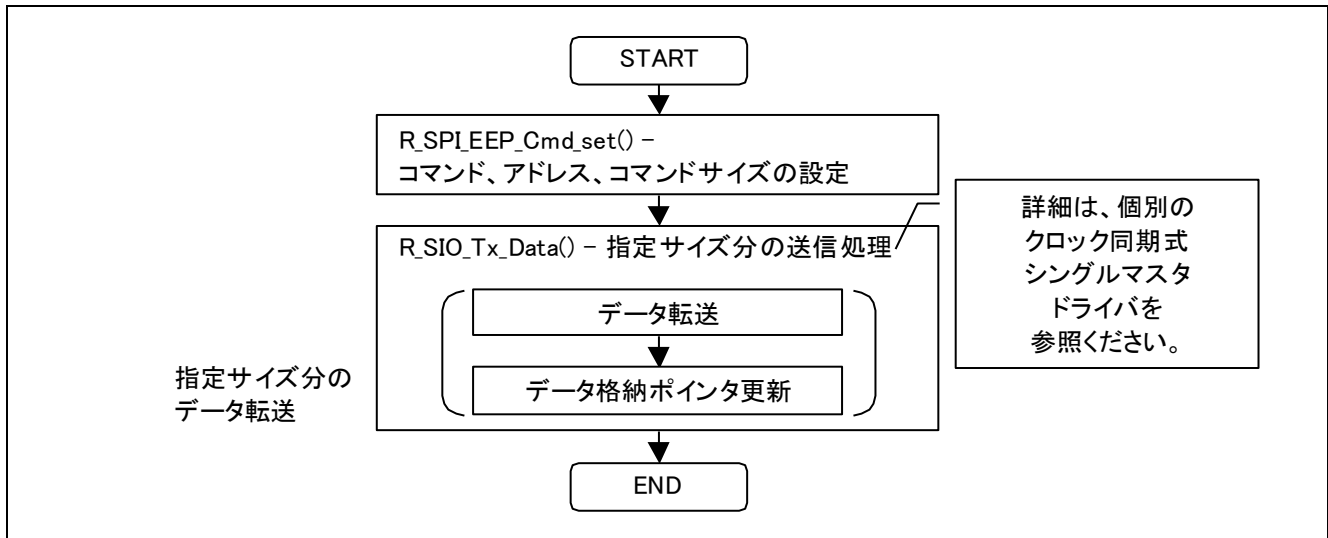 START
R_SPI_EEP_Cmd_set() −
コマンド、アドレス、コマンドサイズの設定
R_SIO_Tx_Data() − 指定サイズ分の送信処理
詳細は、個別の
クロック同期式
シングルマスタ
ドライバを
参照ください。
データ転送
データ格納ポインタ更新
指定サイズ分の
データ転送
END